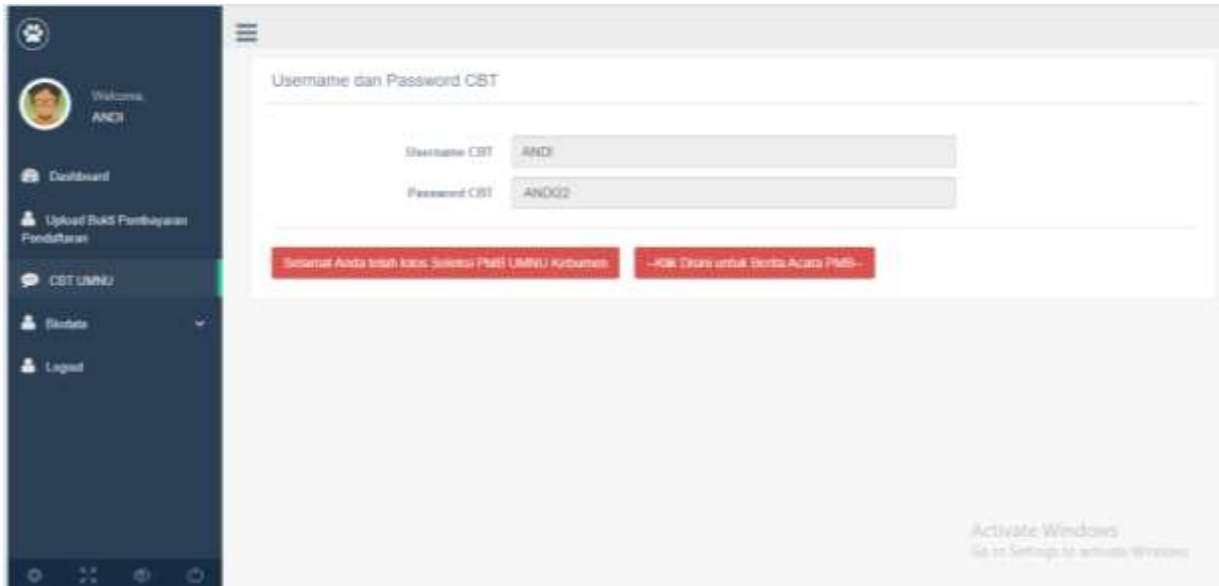 Welcome,
ANDI
Dashboard
Upload Bukti Pembayaran
Pendaftaran
CBT UMNU
Biodata
Logout
Username dan Password CBT
Username CBT
ANDI
Password CBT
ANDI22
Selamat Anda telah lolos Seleksi PMB UMNU Kebumen
--Klik Disini untuk Berita Acara PMB--
Activate Windows
Go to Settings to activate Windows.